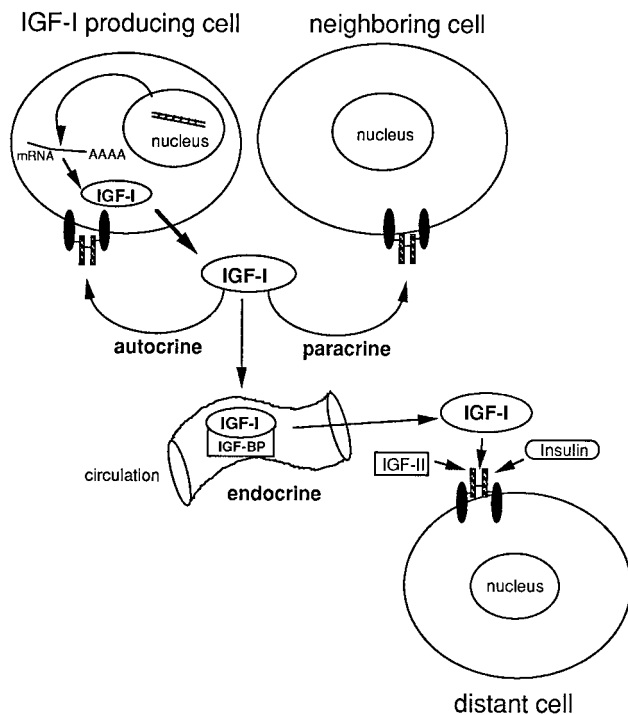 IGF-I producing cell
neighboring cell
nucleus
mRNA
AAAA
IGF-I
nucleus
IGF-I
autocrine
paracrine
IGF-I
IGF-BP
circulation
endocrine
IGF-I
IGF-II
Insulin
nucleus
distant cell